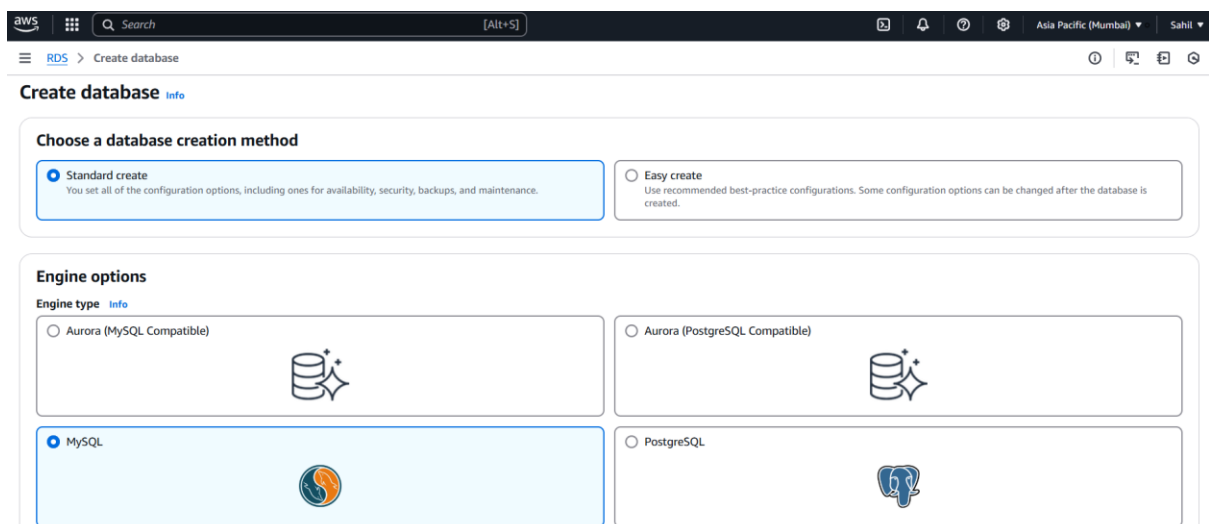 aws
Search [Alt+S] Asia Pacific (Mumbai) Sahil
RDS > Create database
Create database Info
Choose a database creation method
Standard create
You set all of the configuration options, including ones for availability, security, backups, and maintenance.
Easy create
Use recommended best-practice configurations. Some configuration options can be changed after the database is
created.
Engine options
Engine type Info
Aurora (MySQL Compatible)
Aurora (PostgreSQL Compatible)
MySQL
PostgreSQL